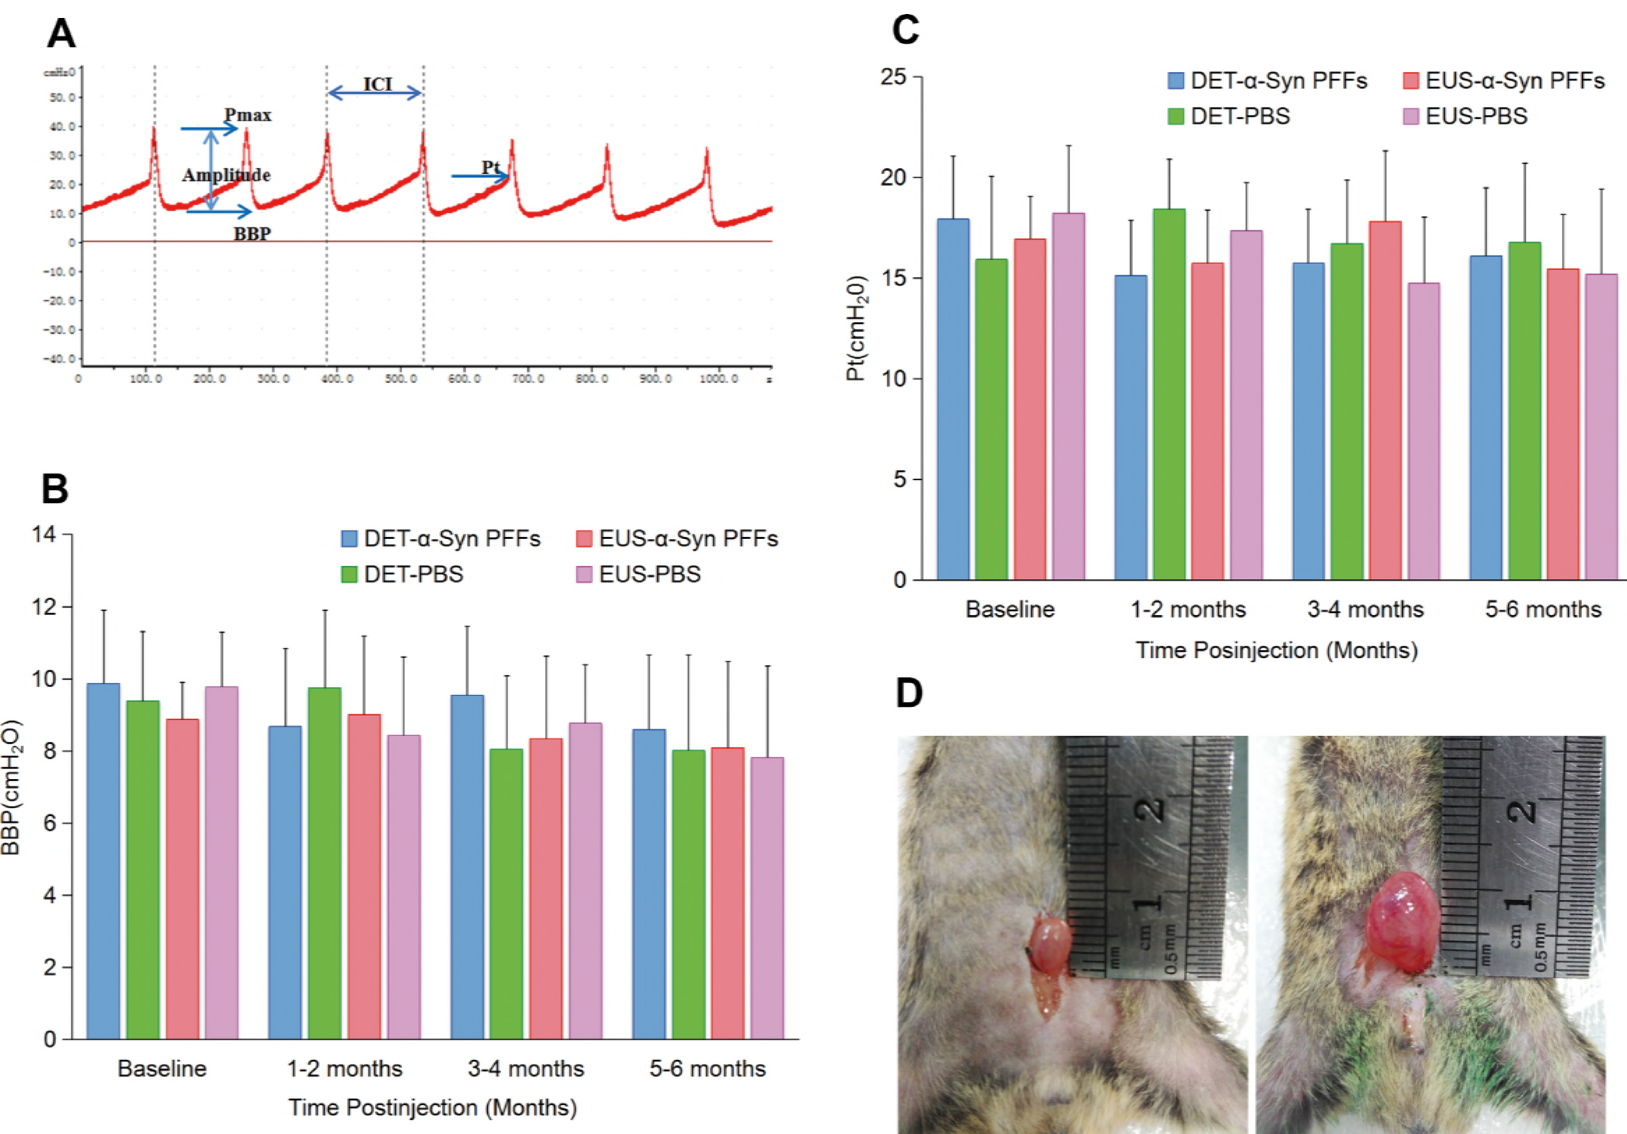 A
cmH2O
50.0
40.0
30.0
20.0
10.0
0
-10.0
-20.0
-30.0
-40.0
0 100.0 200.0 300.0 400.0 500.0 600.0 700.0 800.0 900.0 1000.0 s
ICI
Pmax
Amplitude
BBP
Pt
B
14
12
10
8
6
4
2
0
BBP(cmH₂O)
DET-α-Syn PFFs EUS-α-Syn PFFs
DET-PBS EUS-PBS
Baseline 1-2 months 3-4 months 5-6 months
Time Postinjection (Months)
C
25
20
15
10
5
0
Pt(cmH₂0)
DET-α-Syn PFFs EUS-α-Syn PFFs
DET-PBS EUS-PBS
Baseline 1-2 months 3-4 months 5-6 months
Time Posinjection (Months)
D
2
1
cm
mm
0.5mm
2
1
cm
mm
0.5mm